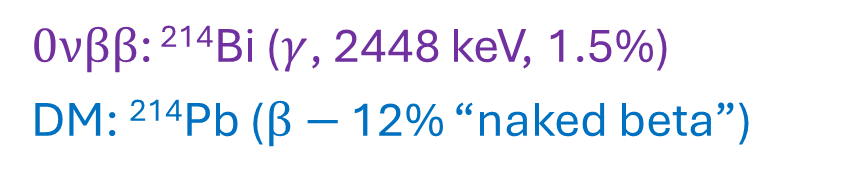 0νββ: ²¹⁴Bi (γ, 2448 keV, 1.5%)
DM: ²¹⁴Pb (β – 12% “naked beta”)